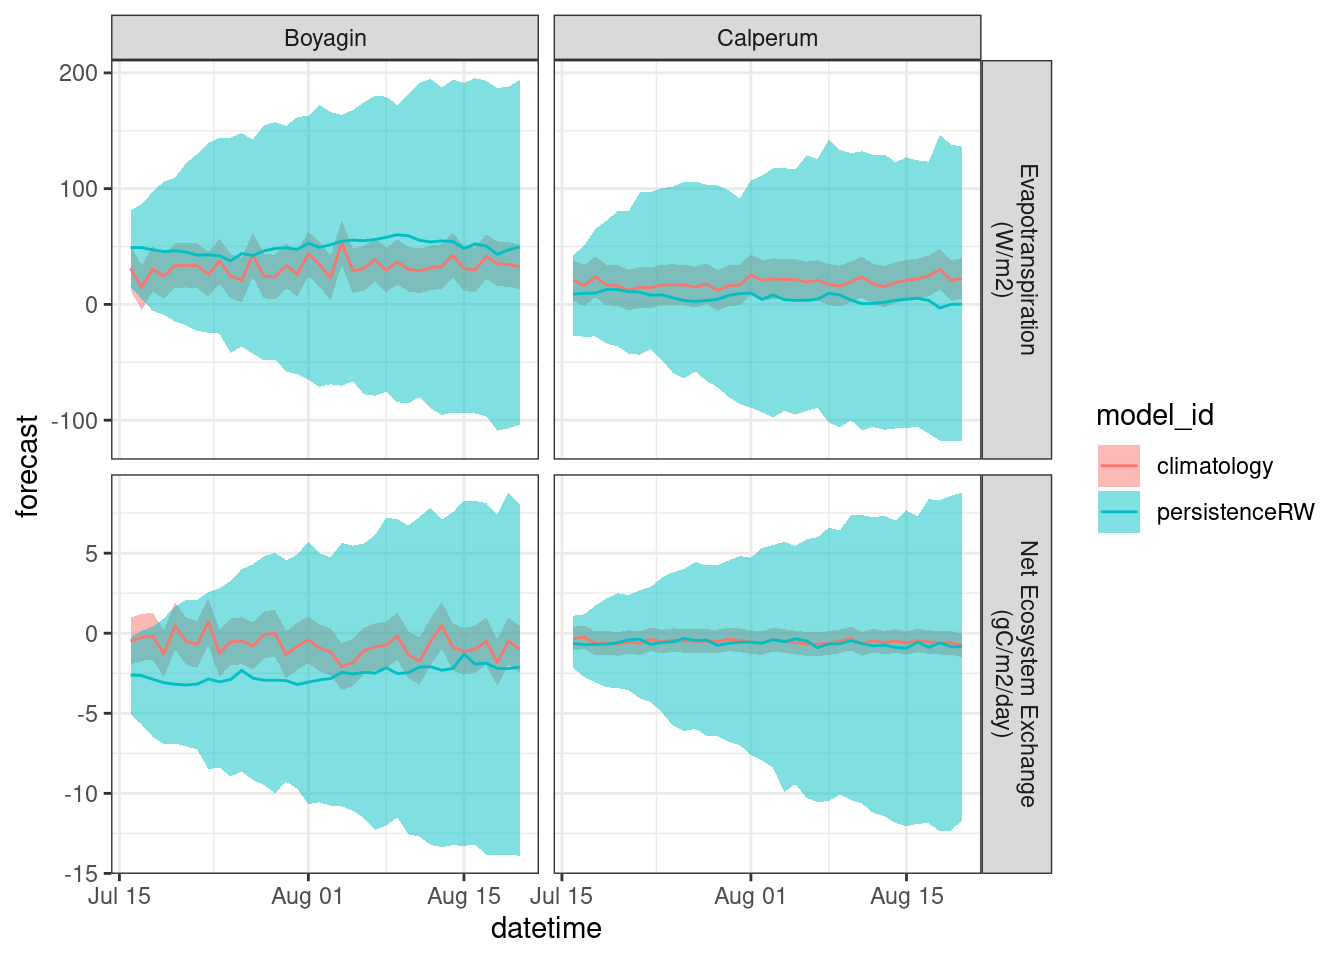 Boyagin
Calperum
200
100
0
-100
Evapotranspiration
(W/m2)
5
0
-5
-10
-15
Net Ecosystem Exchange
(gC/m2/day)
Jul 15
Aug 01
Aug 15
Jul 15
Aug 01
Aug 15
datetime
forecast
model_id
climatology
persistenceRW